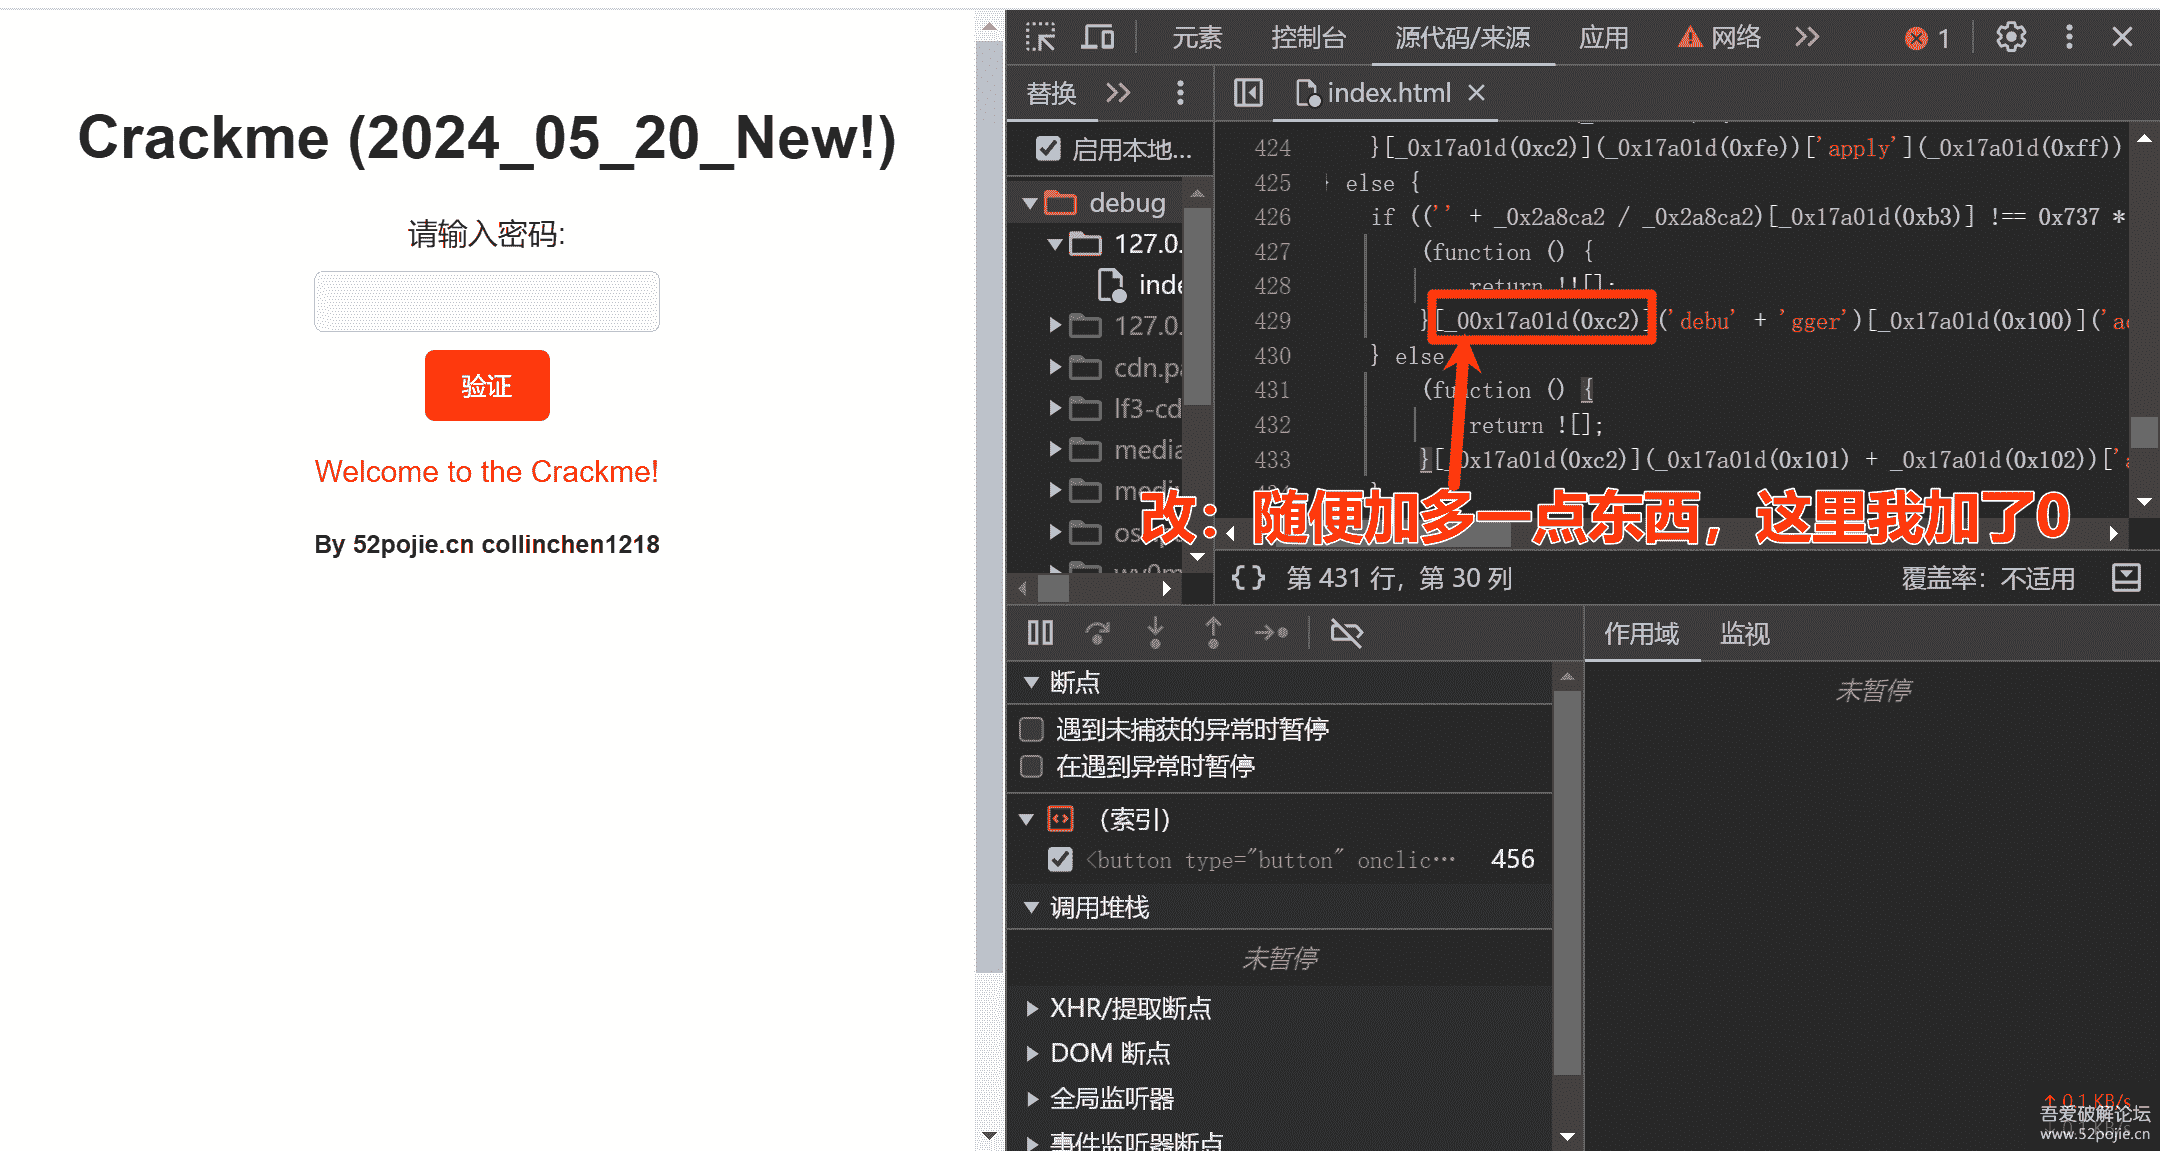 Crackme (2024_05_20_New!)
请输入密码:
验证
Welcome to the Crackme!
By 52pojie.cn collinchen1218
元素 控制台 源代码/来源 应用 网络 1
替换 index.html
启用本地...
debug
127.0.
inde
127.0.
cdn.pa
lf3-cd
media
424 }[_0x17a01d(0xc2)](_0x17a01d(0xfe))['apply'](_0x17a01d(0xff))
425 } else {
426 if (('' + _0x2a8ca2 / _0x2a8ca2)[_0x17a01d(0xb3)] !== 0x737 *
427 (function () {
428 return !![];
429 }[_00x17a01d(0xc2)]('debu' + 'gger')[_0x17a01d(0x100)]('ac
430 } else
431 (function () {
432 return ![];
433 }[_0x17a01d(0xc2)](_0x17a01d(0x101) + _0x17a01d(0x102))['a
改：随便加多一点东西，这里我加了0
{} 第 431 行，第 30 列 覆盖率：不适用
作用域 监视
未暂停
断点
遇到未捕获的异常时暂停
在遇到异常时暂停
(索引)
<button type="button" onclic… 456
调用堆栈
未暂停
XHR/提取断点
DOM 断点
全局监听器
事件监听器断点
↑ 0.1 KB/s
吾爱破解论坛
www.52pojie.cn